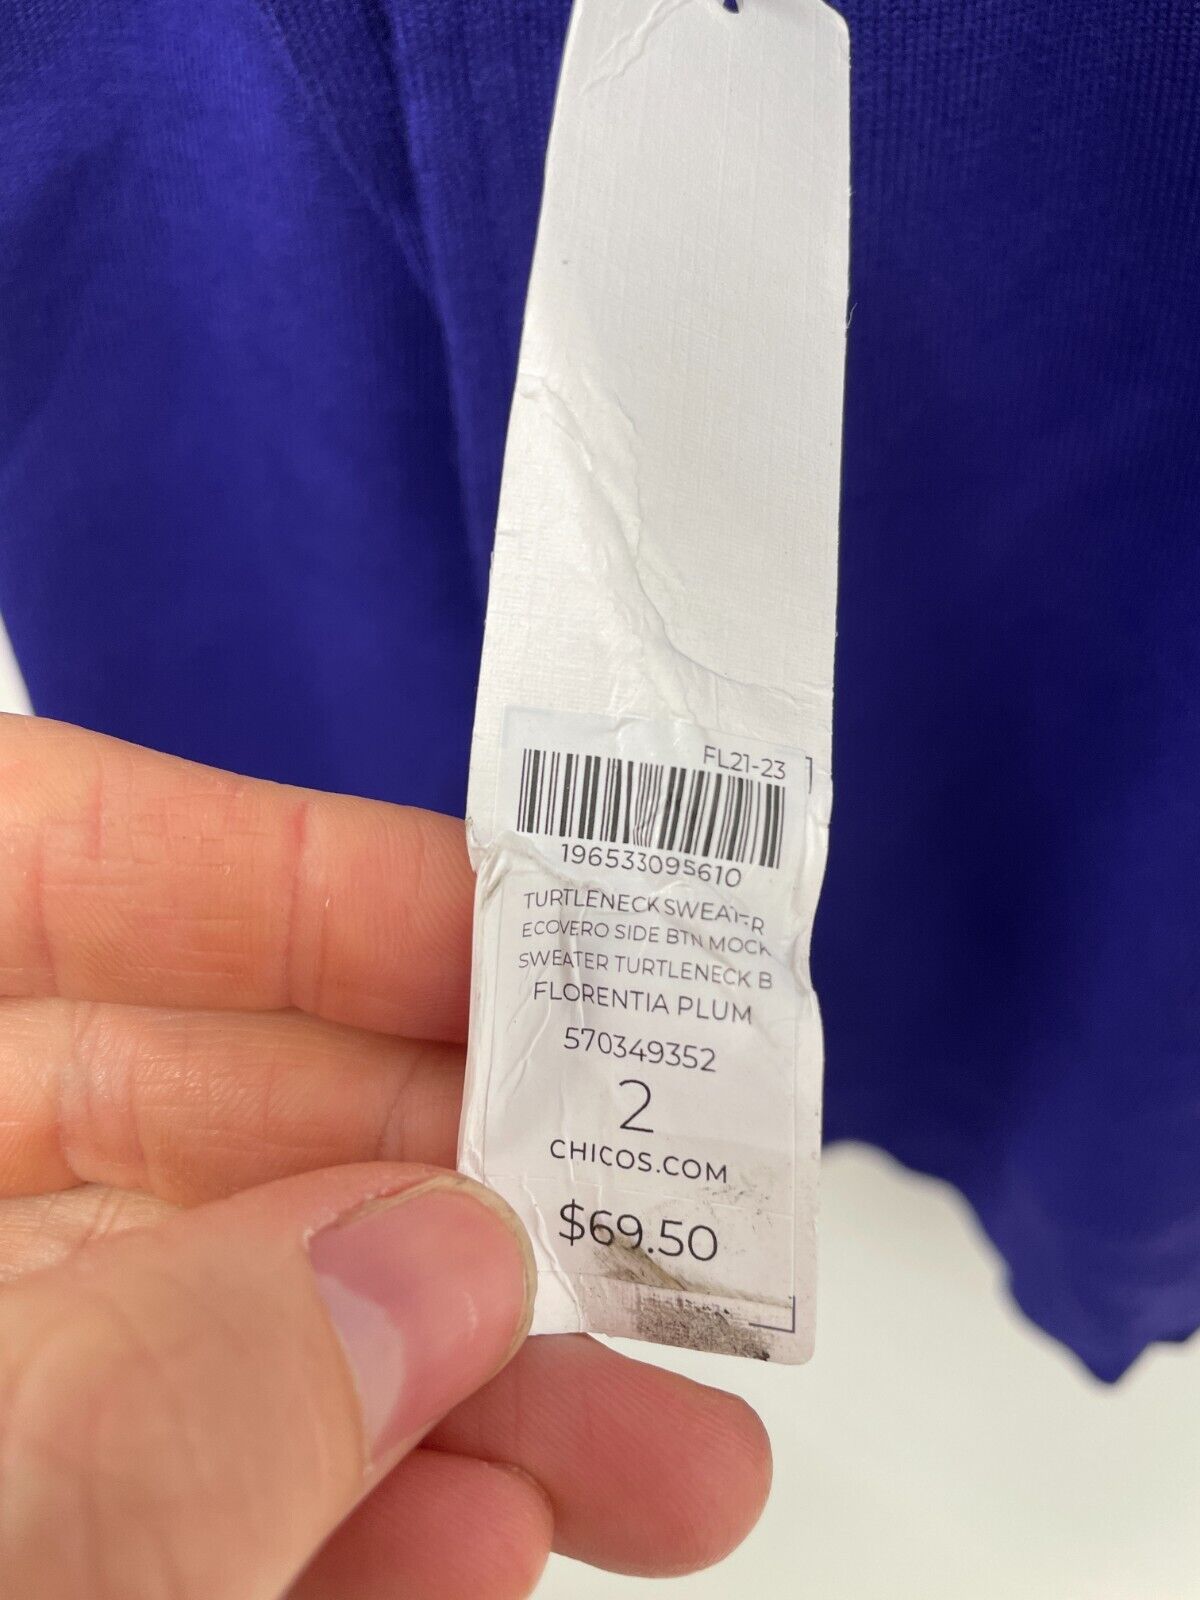 FL21-23
196533095610
TURTLENECK SWEATER
ECOVERO SIDE BTN MOCK
SWEATER TURTLENECK B
FLORENTIA PLUM
570349352
2
CHICOS.COM
$69.50